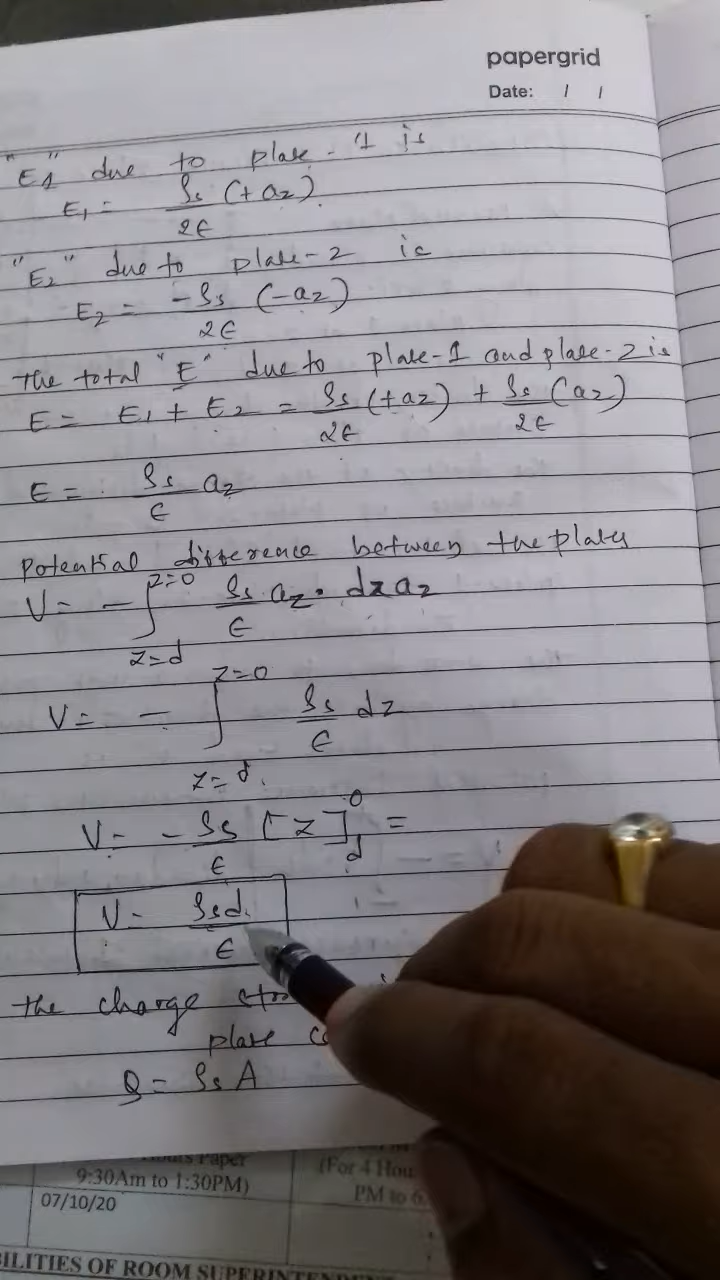 papergrid
Date: / /
"E1" due to plate-1 is
E1 = ρs/2ϵ (+az).
"E2" due to plate-2 is
E2 = -ρs/2ϵ (-az)
The total "E" due to plate-1 and plate-2 is
E = E1 + E2 = ρs/2ϵ (+az) + ρs/2ϵ (az)
E = ρs/ϵ az
Potential difference between the plates
V = - ∫ z=d z=0 ρs/ϵ az . dz az
V = - ∫ z=d. z=0 ρs/ϵ dz
V = - ρs/ϵ [z] d 0 =
V = ρsd/ϵ
The charge
plate
Q = ρs A
9:30Am to 1:30PM)
(For 4 Hou
PM to 6
07/10/20
BILITIES OF ROOM SUPERINTENDENT